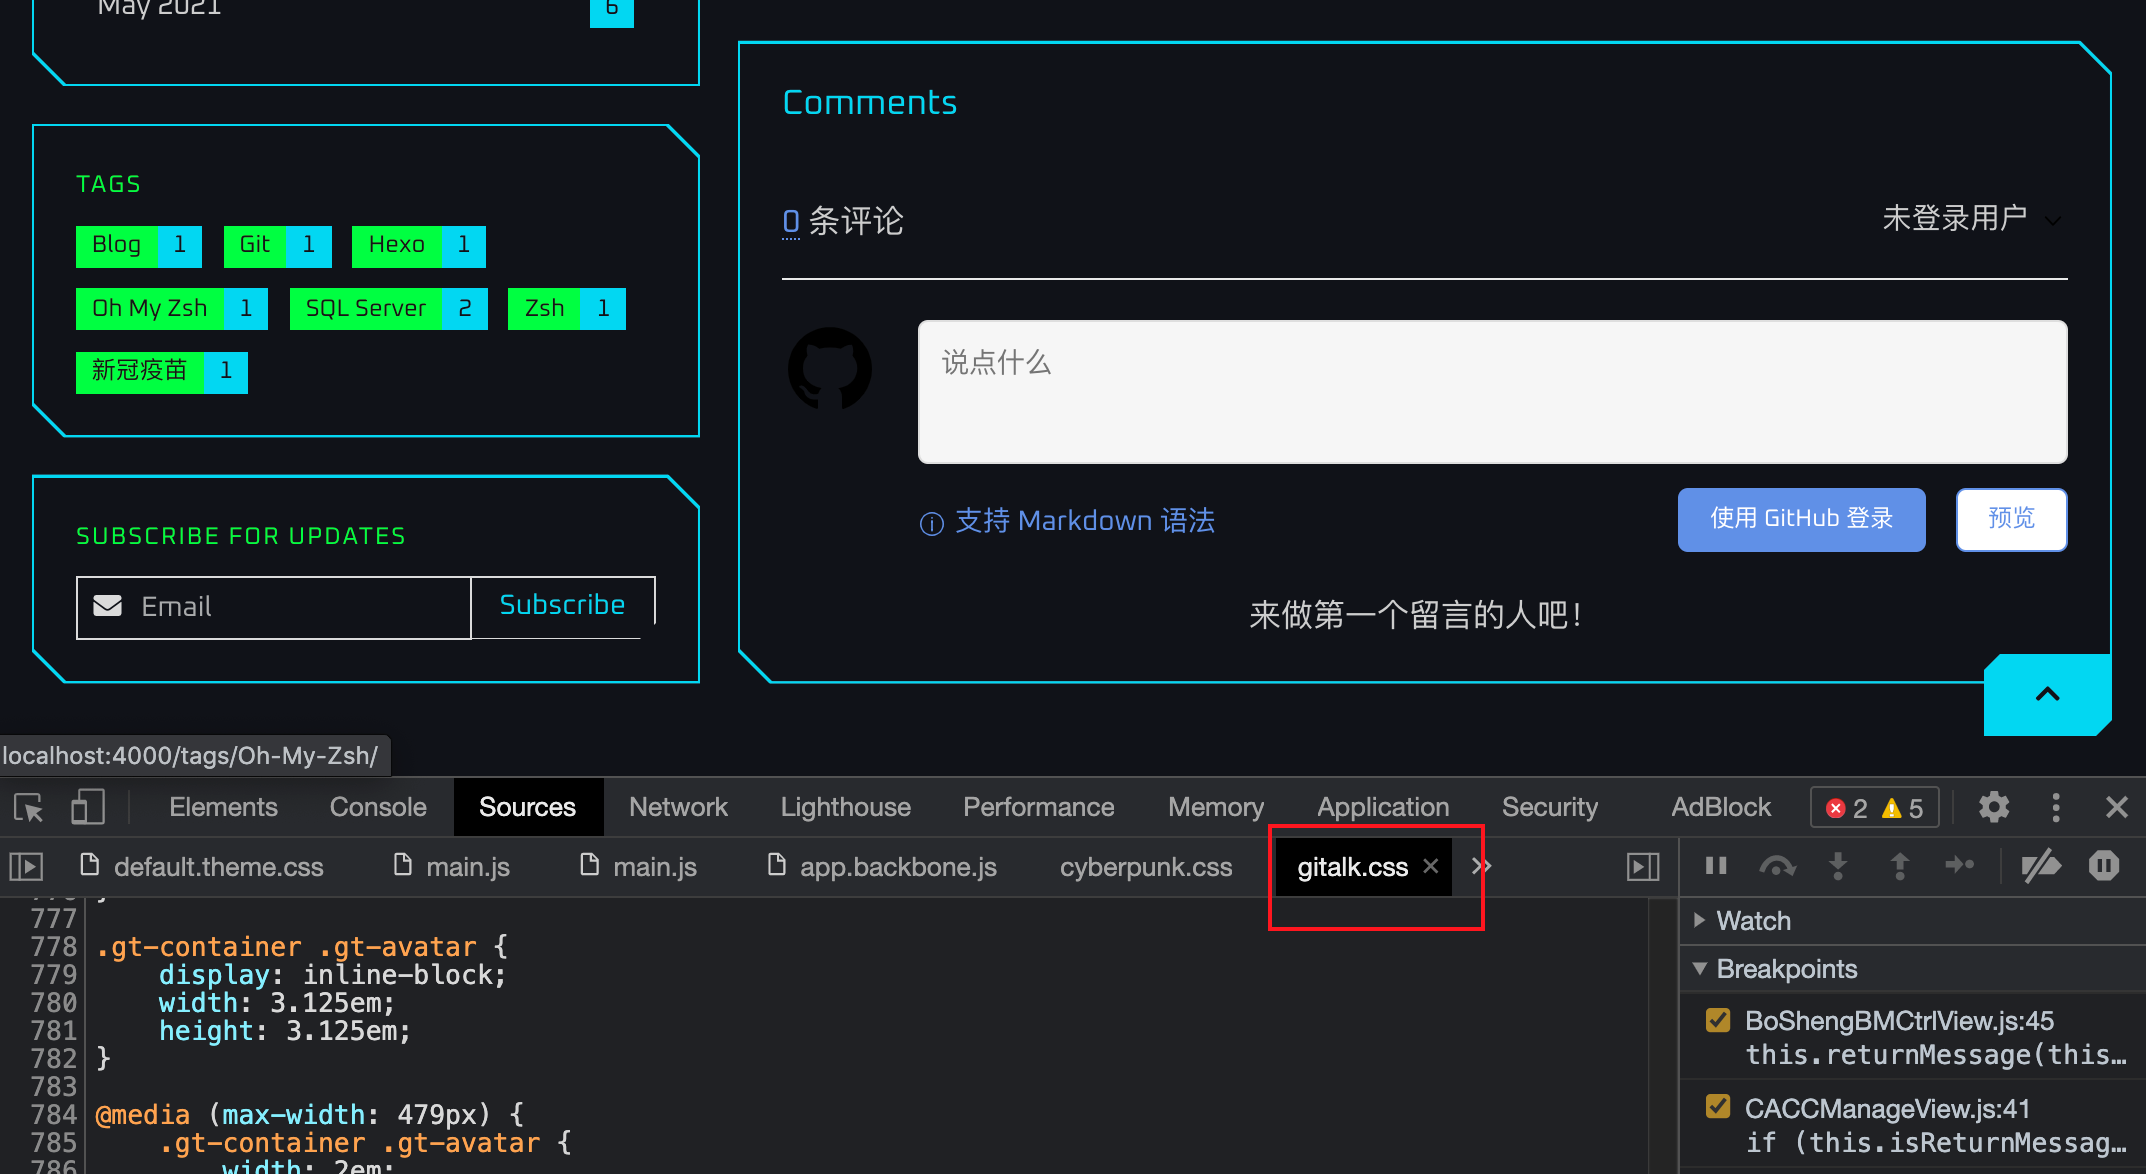 May 2021
6
TAGS
Blog 1
Git 1
Hexo 1
Oh My Zsh 1
SQL Server 2
Zsh 1
新冠疫苗 1
SUBSCRIBE FOR UPDATES
Email
Subscribe
Comments
0 条评论
未登录用户
说点什么
支持 Markdown 语法
使用 GitHub 登录
预览
来做第一个留言的人吧!
localhost:4000/tags/Oh-My-Zsh/
Elements Console Sources Network Lighthouse Performance Memory Application Security AdBlock 2 5
default.theme.css main.js main.js app.backbone.js cyberpunk.css gitalk.css
776 }
777
778 .gt-container .gt-avatar {
779 display: inline-block;
780 width: 3.125em;
781 height: 3.125em;
782 }
783
784 @media (max-width: 479px) {
785 .gt-container .gt-avatar {
786 width: 2em;
Watch
Breakpoints
BoShengBMCtrlView.js:45
this.returnMessage(this…
CACCManageView.js:41
if (this.isReturnMessag…